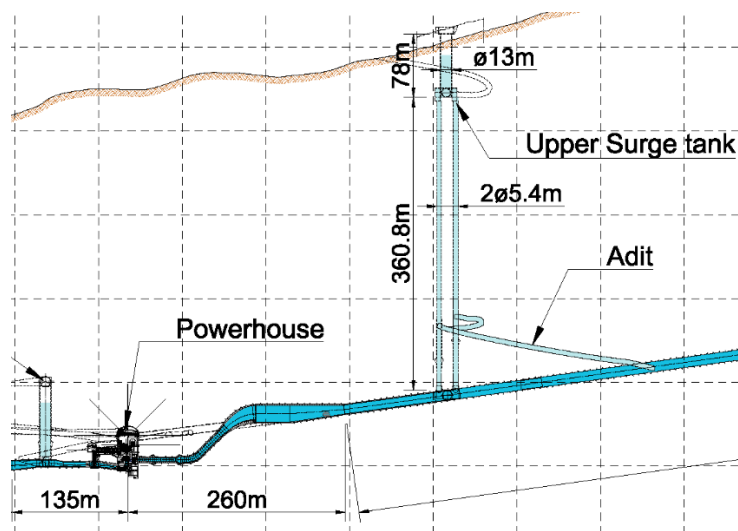 78m
ø13m
Upper Surge tank
360.8m
2ø5.4m
Adit
Powerhouse
135m
260m